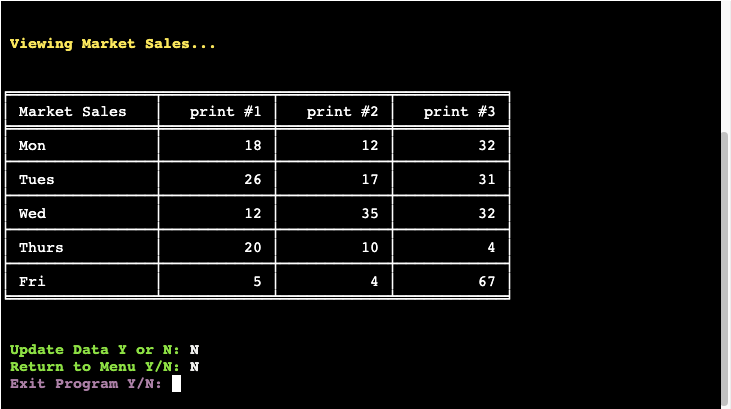 Viewing Market Sales...
Market Sales print #1 print #2 print #3
Mon 18 12 32
Tues 26 17 31
Wed 12 35 32
Thurs 20 10 4
Fri 5 4 67
Update Data Y or N: N
Return to Menu Y/N: N
Exit Program Y/N: